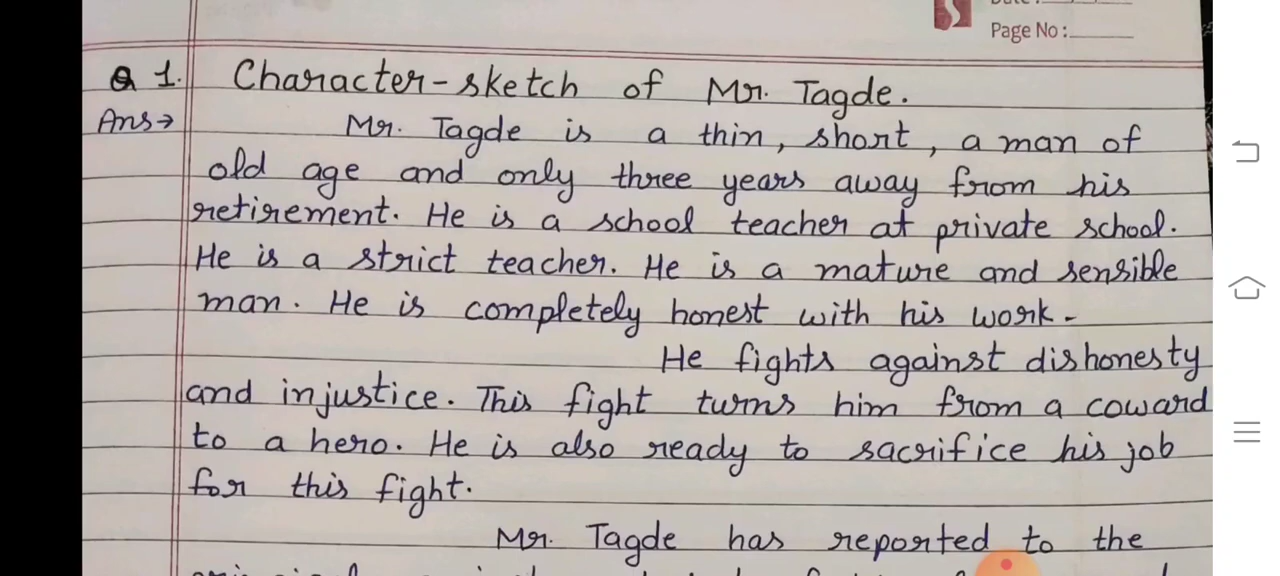 Page No:
Q 1. Character-sketch of Mr. Tagde.
Ans→ Mr. Tagde is a thin, short, a man of
old age and only three years away from his
retirement. He is a school teacher at private school.
He is a strict teacher. He is a mature and sensible
man. He is completely honest with his work.
He fights against dishonesty
and injustice. This fight turns him from a coward
to a hero. He is also ready to sacrifice his job
for this fight.
Mr. Tagde has reported to the